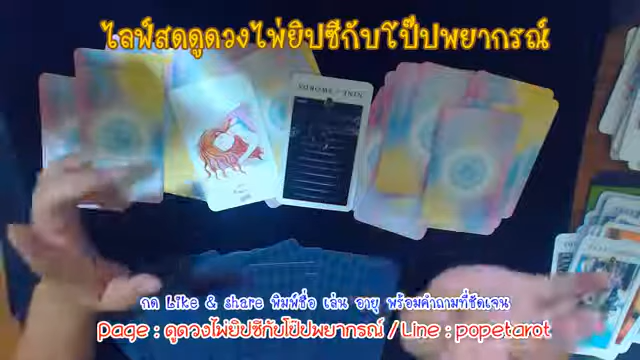 ไลฟ์สดดูดวงไพ่ยิปซีกับโป๊ปพยากรณ์
NINE of SWORDS
กด Like & share พิมพ์ชื่อ เล่น อายุ พร้อมคำถามที่ชัดเจน
Page : ดูดวงไพ่ยิปซีกับโป๊ปพยากรณ์ / Line : popetarot